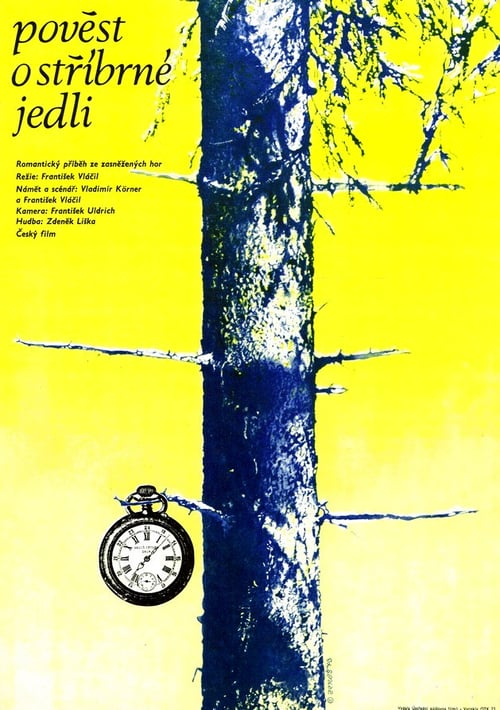 pověst
o stříbrné
jedli
Romantický příběh ze zasněžených hor
Režie: František Vláčil
Námět a scénář: Vladimír Körner
a František Vláčil
Kamera: František Uldrich
Hudba: Zdeněk Liška
Český film